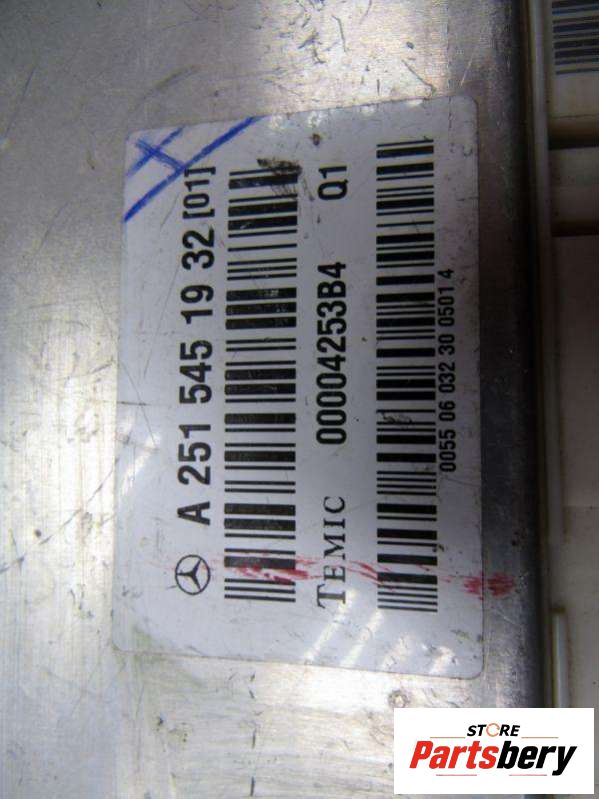 A 251 545 19 32 [01]
TEMIC 00004253B4 Q1
0055 06 032 30 0501 4
STORE
Partsbery